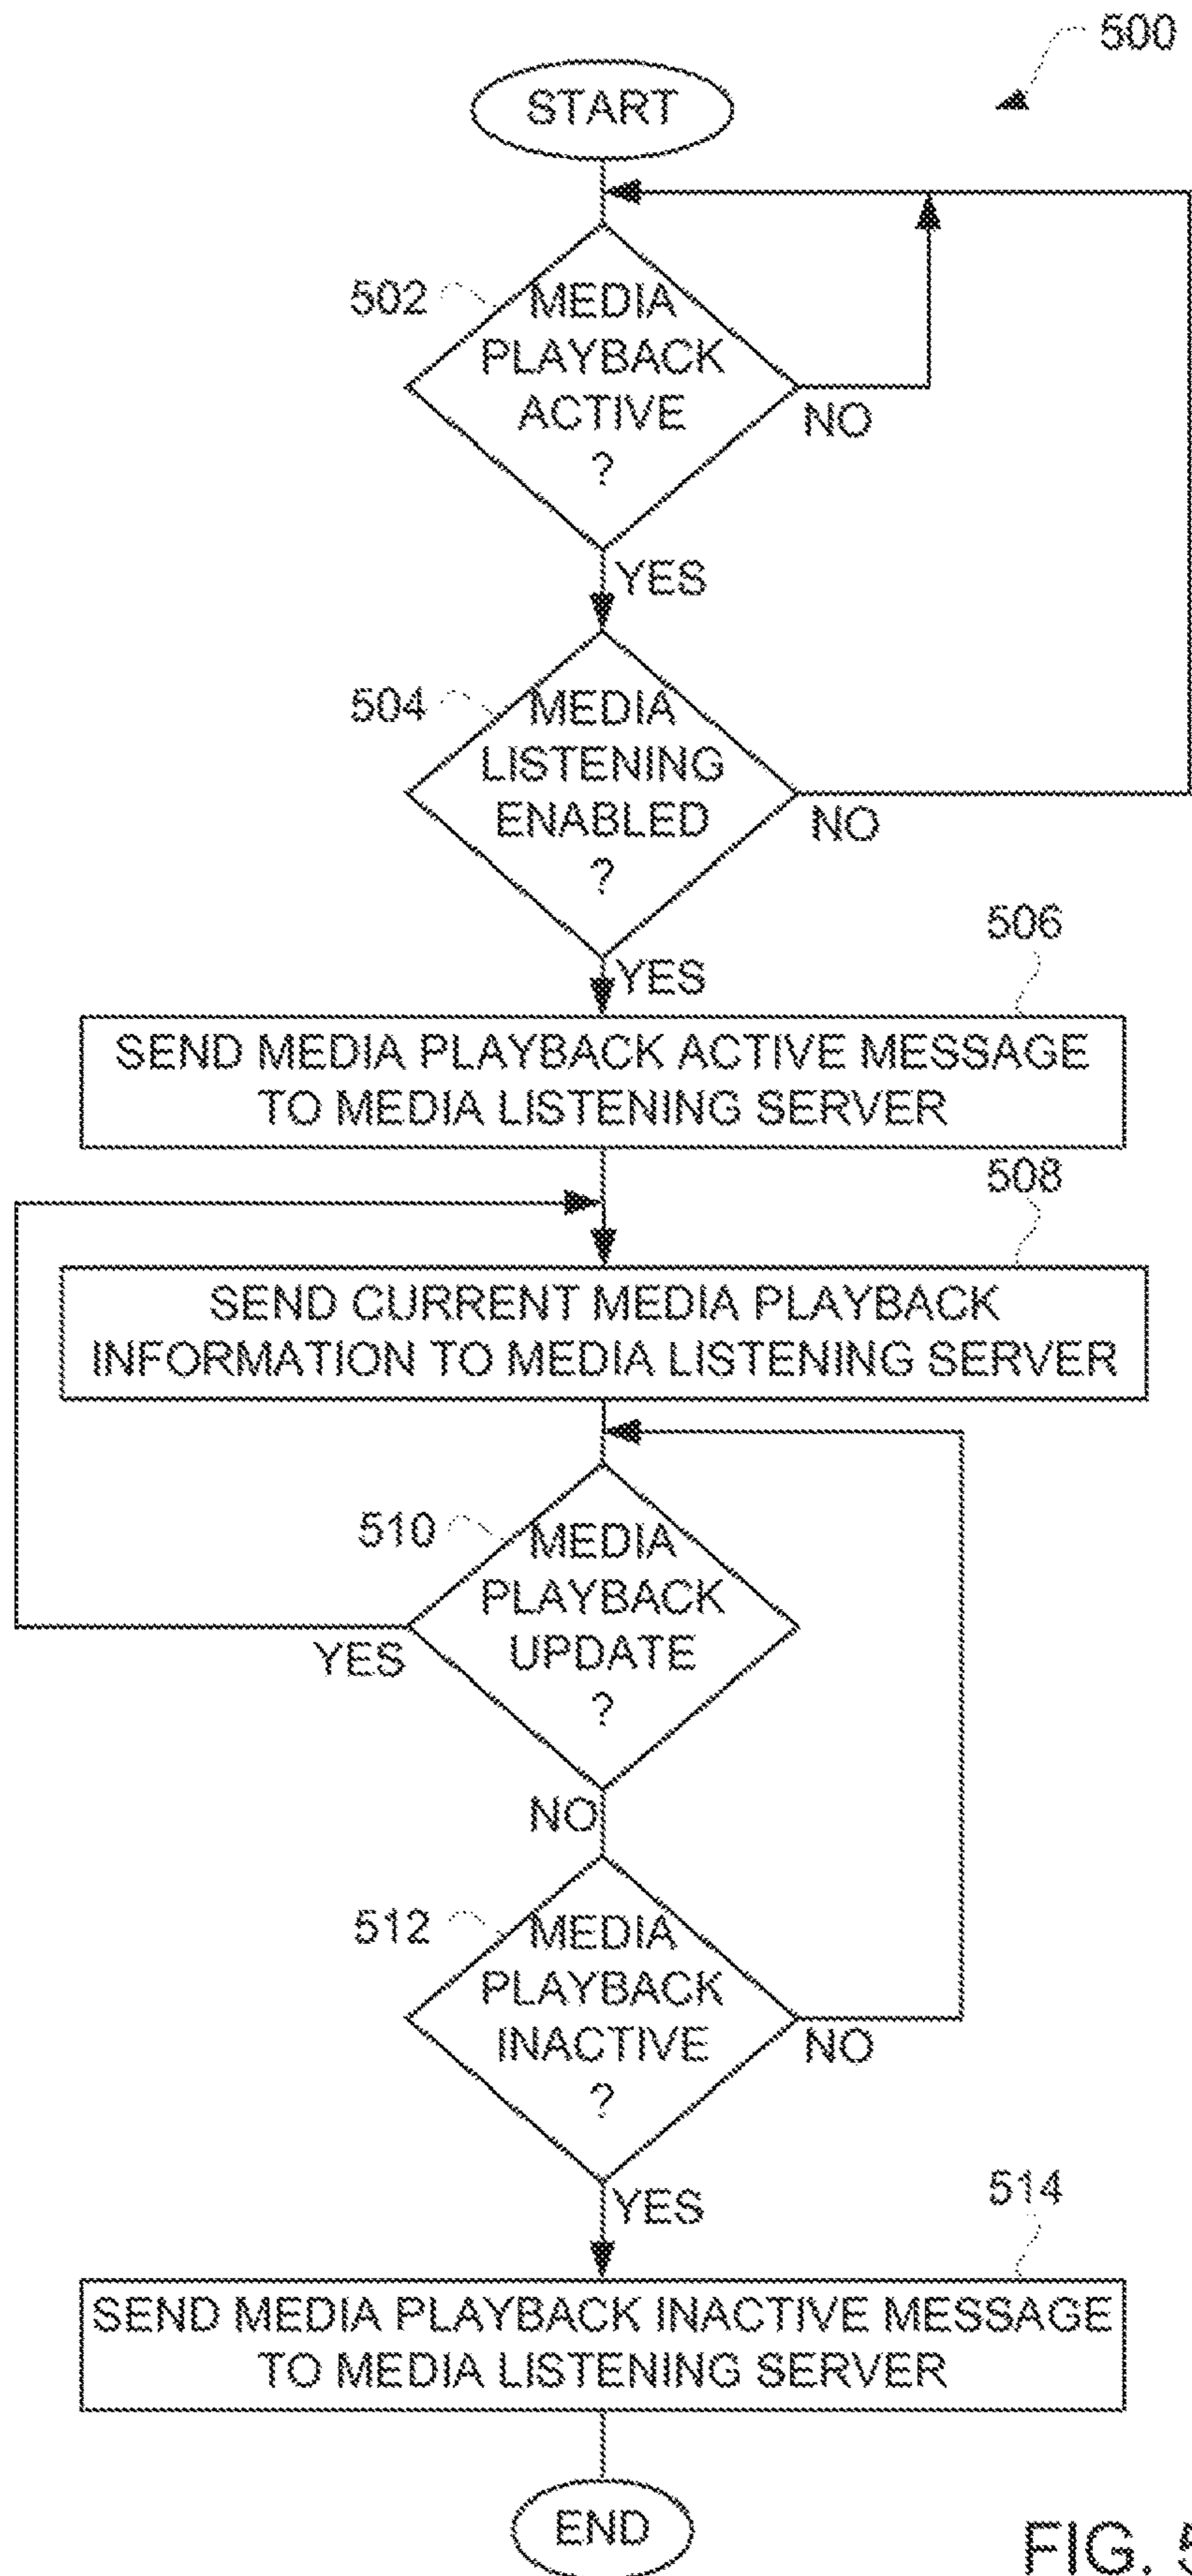 500
START
502
MEDIA
PLAYBACK
ACTIVE
?
NO
YES
504
MEDIA
LISTENING
ENABLED
?
NO
YES
506
SEND MEDIA PLAYBACK ACTIVE MESSAGE
TO MEDIA LISTENING SERVER
508
SEND CURRENT MEDIA PLAYBACK
INFORMATION TO MEDIA LISTENING SERVER
510
MEDIA
PLAYBACK
UPDATE
?
YES
NO
512
MEDIA
PLAYBACK
INACTIVE
?
NO
YES
514
SEND MEDIA PLAYBACK INACTIVE MESSAGE
TO MEDIA LISTENING SERVER
END
FIG. 5